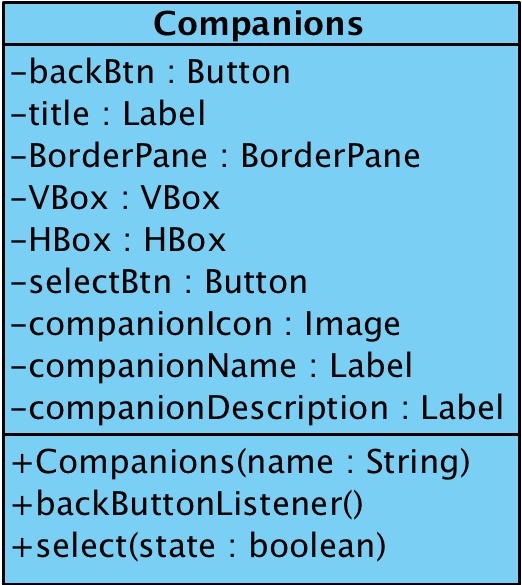 Companions
-backBtn : Button
-title : Label
-BorderPane : BorderPane
-VBox : VBox
-HBox : HBox
-selectBtn : Button
-companionIcon : Image
-companionName : Label
-companionDescription : Label
+Companions(name : String)
+backButtonListener()
+select(state : boolean)